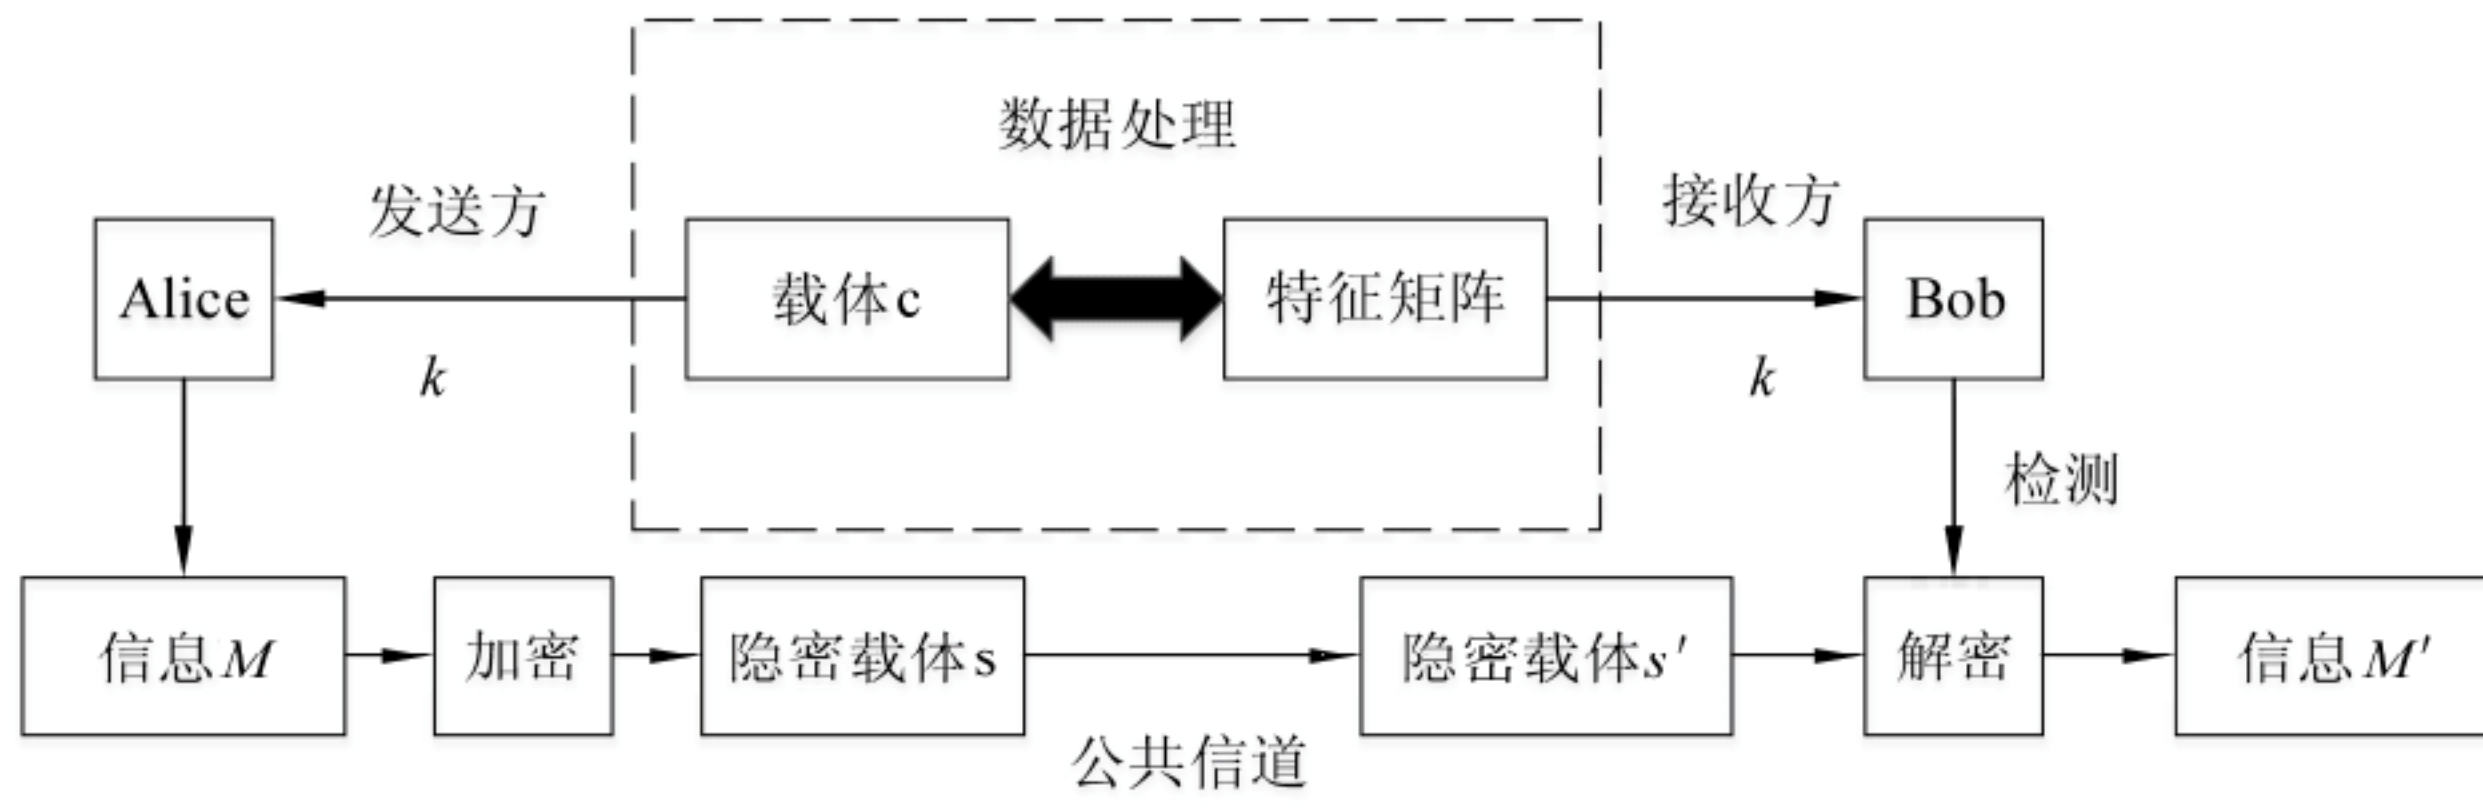 数据处理
发送方
接收方
Alice
载体c
特征矩阵
Bob
k
k
检测
信息M
加密
隐密载体s
隐密载体s′
解密
信息M′
公共信道